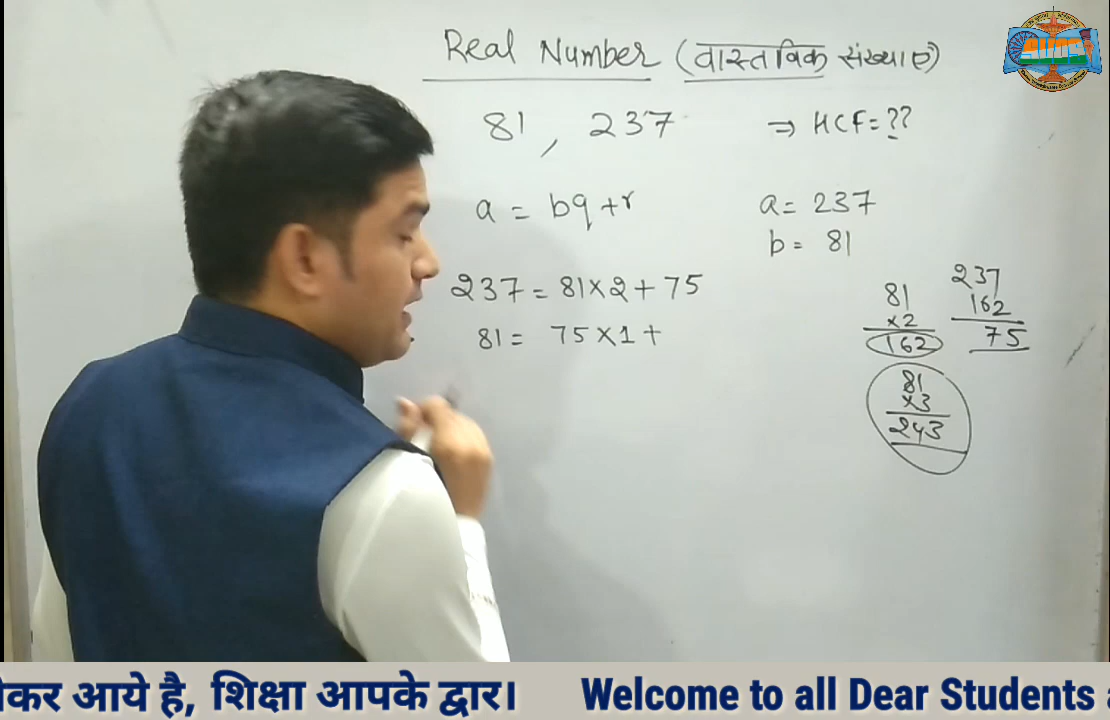 Real Number (वास्तविक संख्याएँ)
81 , 237 → HCF=??
a = bq+r
a= 237
b= 81
237 = 81×2+ 75
81= 75×1+
81
×2
162
237
162
75
81
×3
243
SVOS
लेकर आये है, शिक्षा आपके द्वार। Welcome to all Dear Students